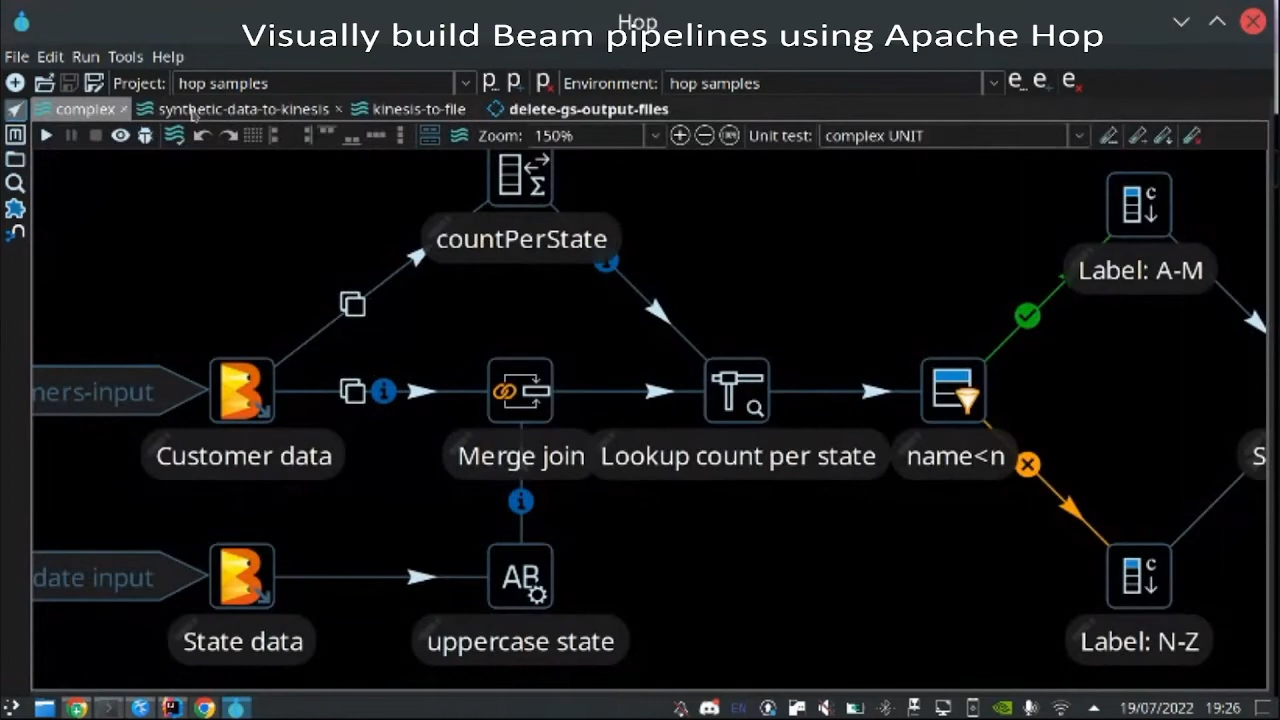 Hop
Visually build Beam pipelines using Apache Hop
File Edit Run Tools Help
Project: hop samples Environment: hop samples
complex synthetic-data-to-kinesis kinesis-to-file delete-gs-output-files
Zoom: 150% Unit test: complex UNIT
countPerState
Label: A-M
ners-input
Customer data
Merge join
Lookup count per state
name<n
S
date input
State data
AB
uppercase state
Label: N-Z
EN 19/07/2022 19:26